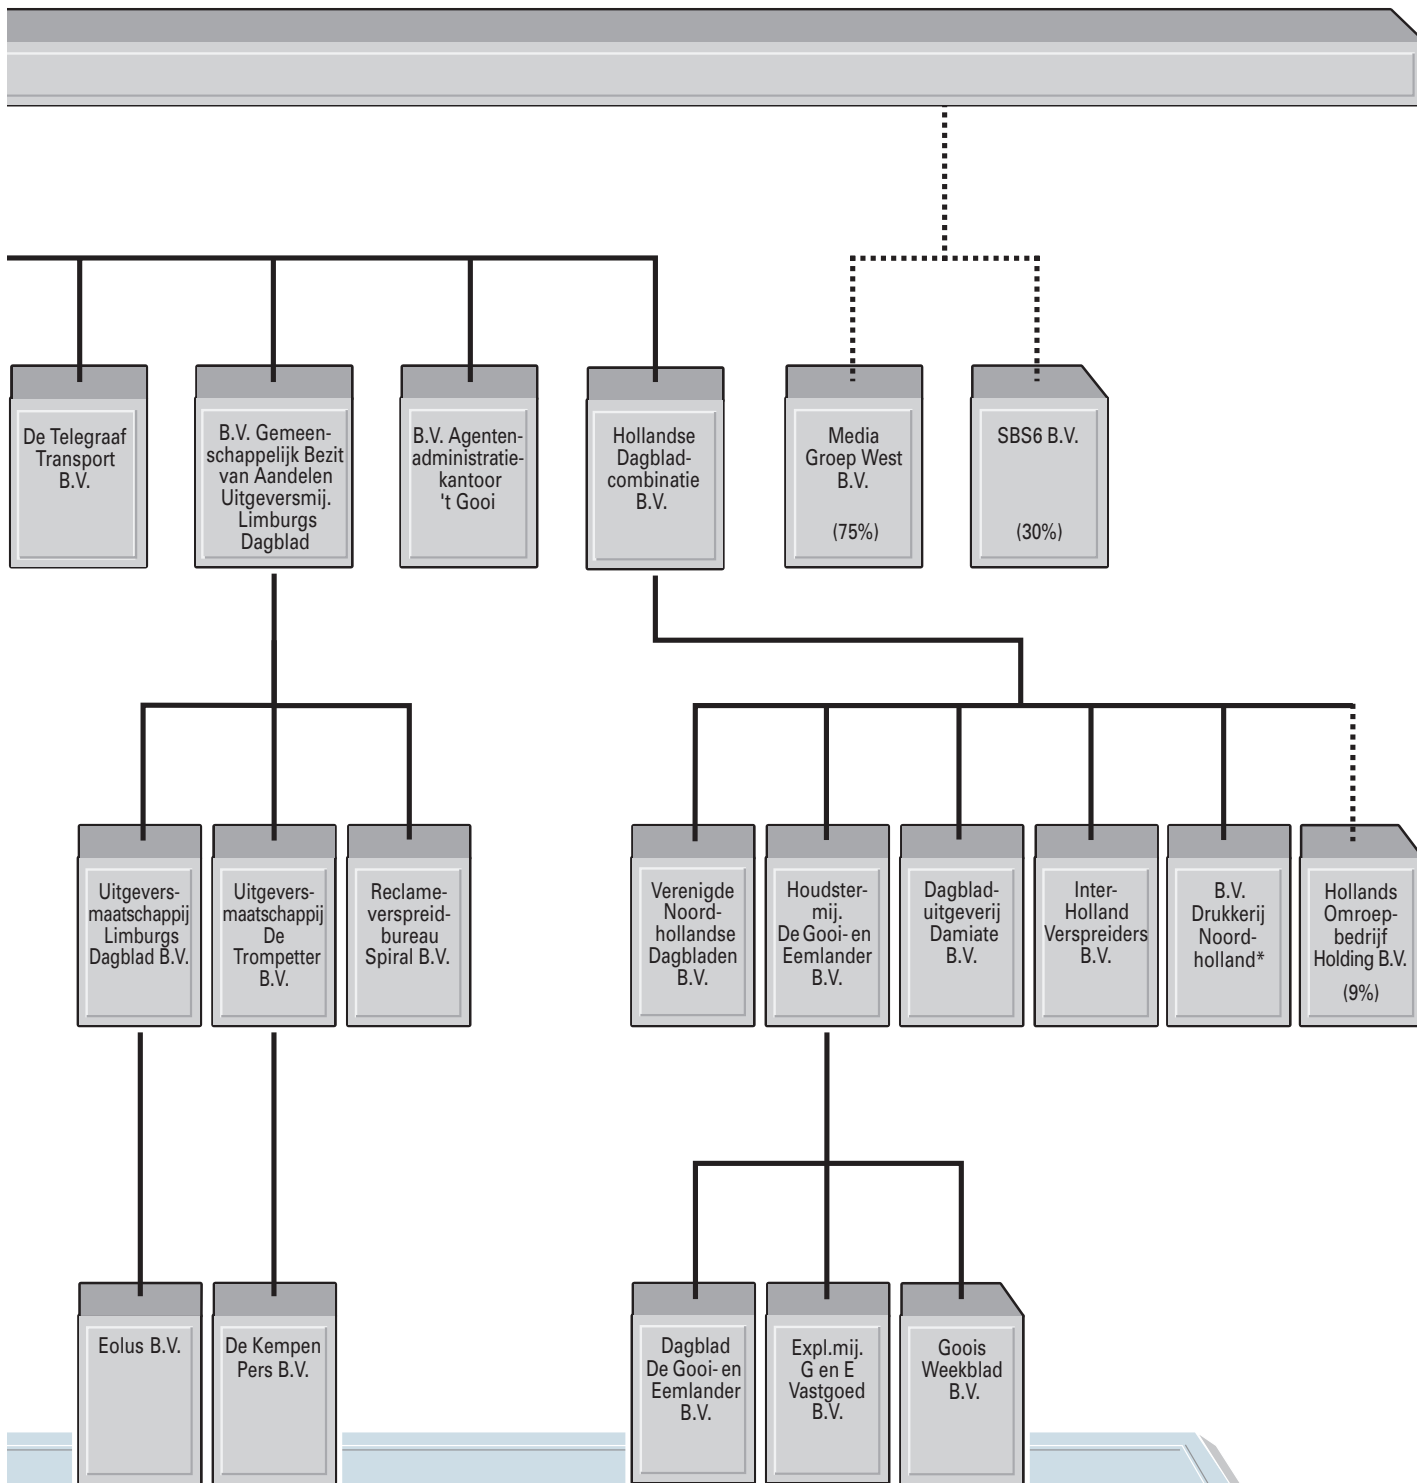 De Telegraaf
Transport
B.V.
B.V. Gemeen-
schappelijk Bezit
van Aandelen
Uitgeversmij.
Limburgs
Dagblad
B.V. Agenten-
administratie-
kantoor
't Gooi
Hollandse
Dagblad-
combinatie
B.V.
Media
Groep West
B.V.
(75%)
SBS6 B.V.
(30%)
Uitgevers-
maatschappij
Limburgs
Dagblad B.V.
Uitgevers-
maatschappij
De
Trompetter
B.V.
Reclame-
verspreid-
bureau
Spiral B.V.
Verenigde
Noord-
hollandse
Dagbladen
B.V.
Houdster-
mij.
De Gooi- en
Eemlander
B.V.
Dagblad-
uitgeverij
Damiate
B.V.
Inter-
Holland
Verspreiders
B.V.
B.V.
Drukkerij
Noord-
holland*
Hollands
Omroep-
bedrijf
Holding B.V.
(9%)
Eolus B.V.
De Kempen
Pers B.V.
Dagblad
De Gooi- en
Eemlander
B.V.
Expl.mij.
G en E
Vastgoed
B.V.
Goois
Weekblad
B.V.